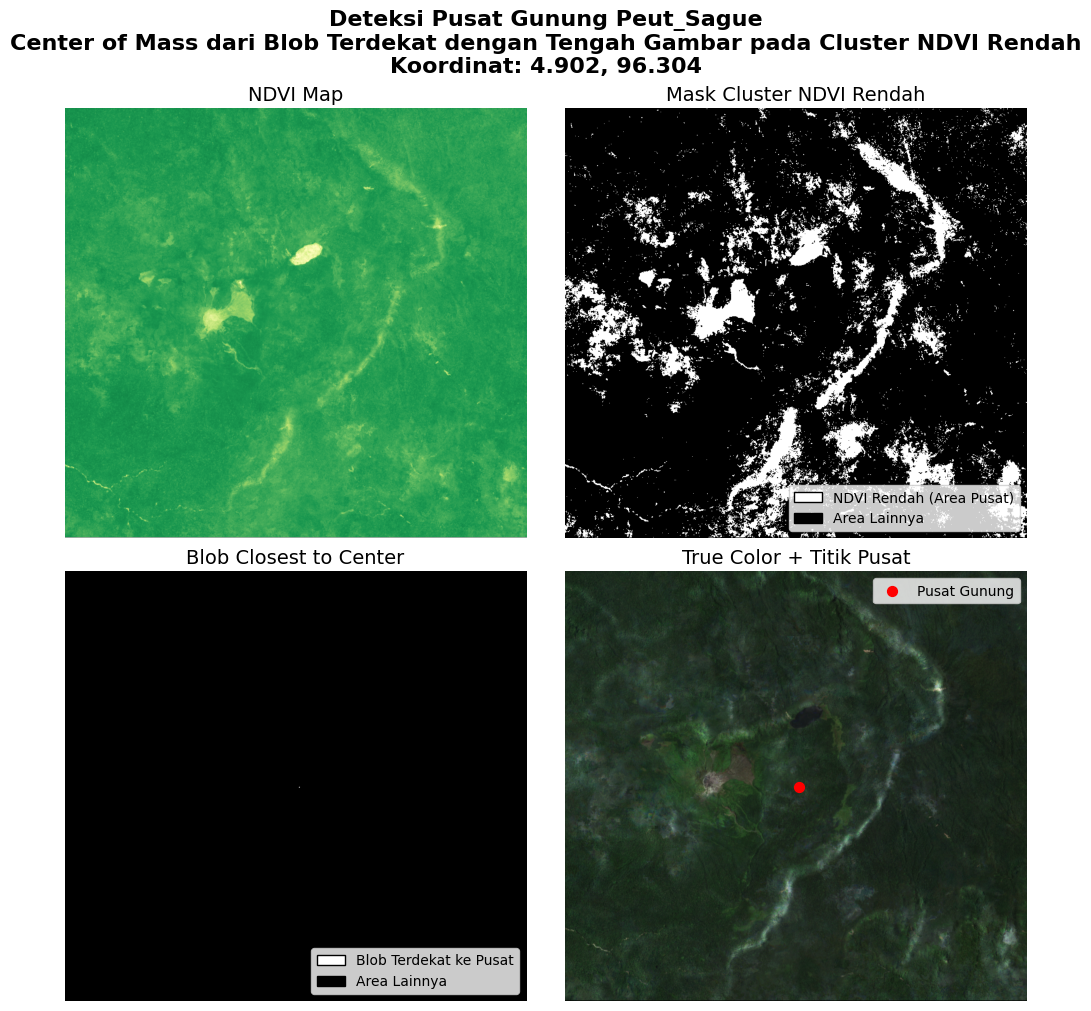 Deteksi Pusat Gunung Peut_Sague
Center of Mass dari Blob Terdekat dengan Tengah Gambar pada Cluster NDVI Rendah
Koordinat: 4.902, 96.304
NDVI Map
Mask Cluster NDVI Rendah
NDVI Rendah (Area Pusat)
Area Lainnya
Blob Closest to Center
True Color + Titik Pusat
Pusat Gunung
Blob Terdekat ke Pusat
Area Lainnya